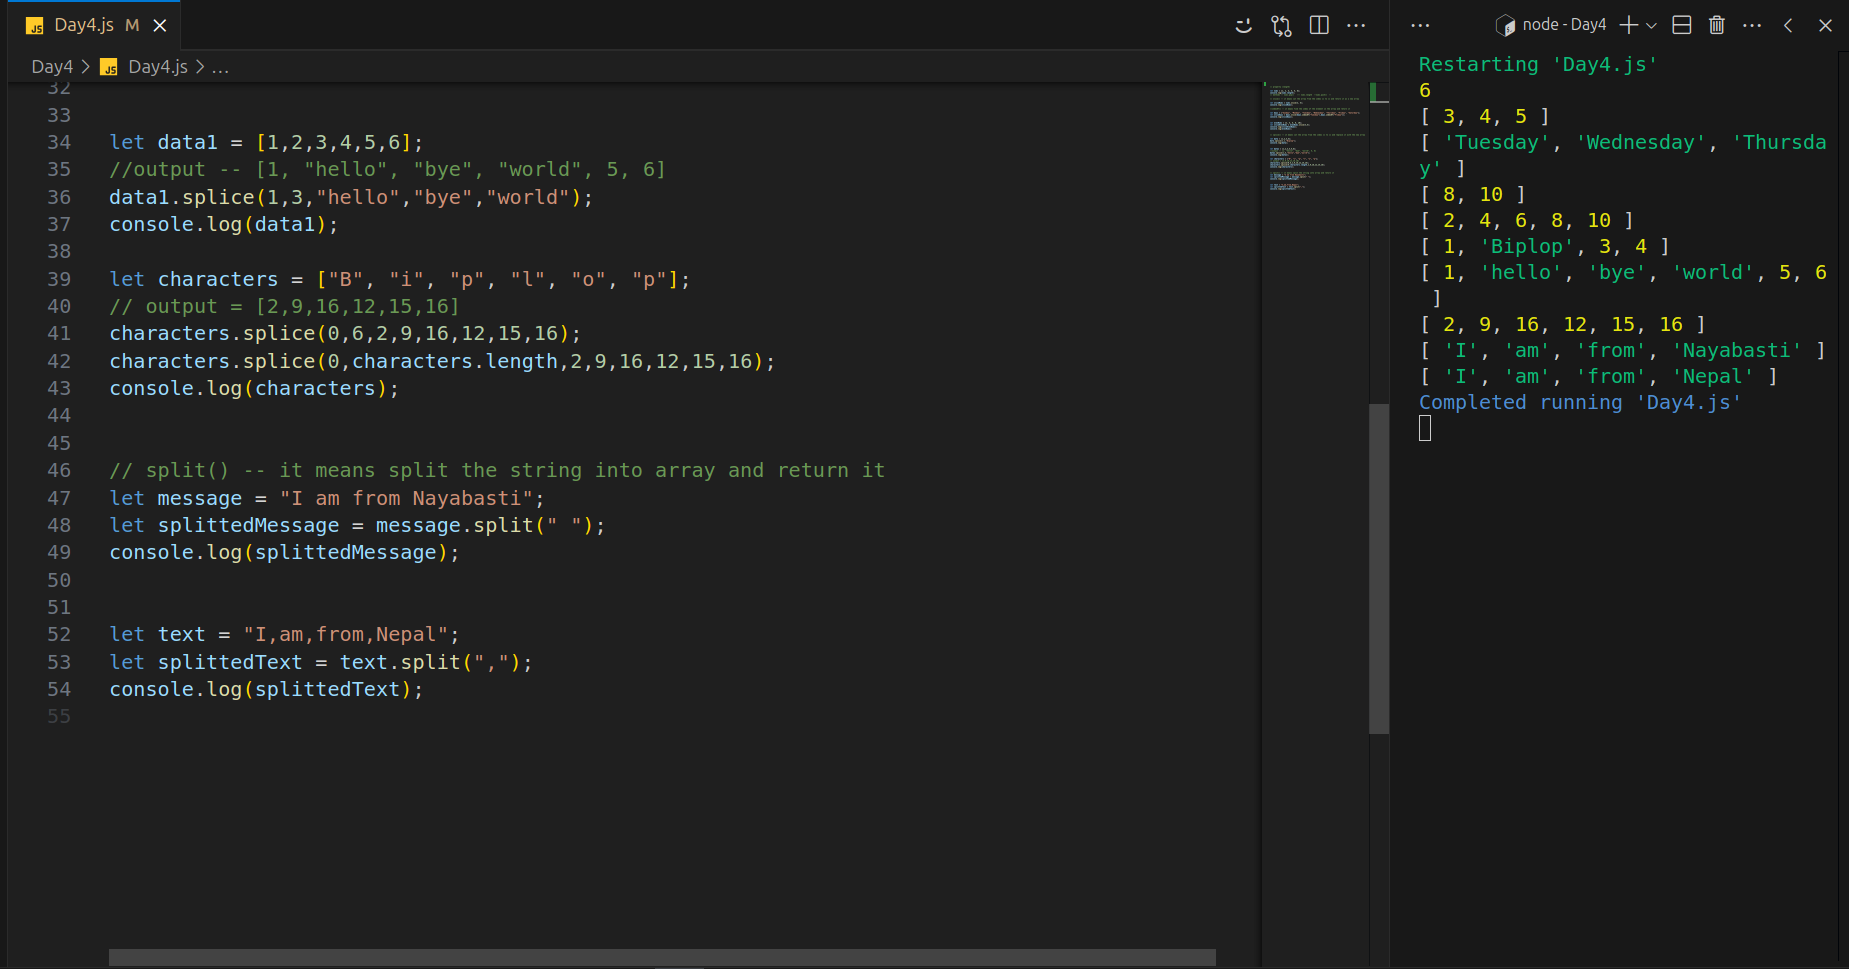 Day4.js M
Day4 > Day4.js > ...
32
33
34 let data1 = [1,2,3,4,5,6];
35 //output -- [1, "hello", "bye", "world", 5, 6]
36 data1.splice(1,3,"hello","bye","world");
37 console.log(data1);
38
39 let characters = ["B", "i", "p", "l", "o", "p"];
40 // output = [2,9,16,12,15,16]
41 characters.splice(0,6,2,9,16,12,15,16);
42 characters.splice(0,characters.length,2,9,16,12,15,16);
43 console.log(characters);
44
45
46 // split() -- it means split the string into array and return it
47 let message = "I am from Nayabasti";
48 let splittedMessage = message.split(" ");
49 console.log(splittedMessage);
50
51
52 let text = "I,am,from,Nepal";
53 let splittedText = text.split(",");
54 console.log(splittedText);
55
node - Day4
Restarting 'Day4.js'
6
[ 3, 4, 5 ]
[ 'Tuesday', 'Wednesday', 'Thursda
y' ]
[ 8, 10 ]
[ 2, 4, 6, 8, 10 ]
[ 1, 'Biplop', 3, 4 ]
[ 1, 'hello', 'bye', 'world', 5, 6
]
[ 2, 9, 16, 12, 15, 16 ]
[ 'I', 'am', 'from', 'Nayabasti' ]
[ 'I', 'am', 'from', 'Nepal' ]
Completed running 'Day4.js'